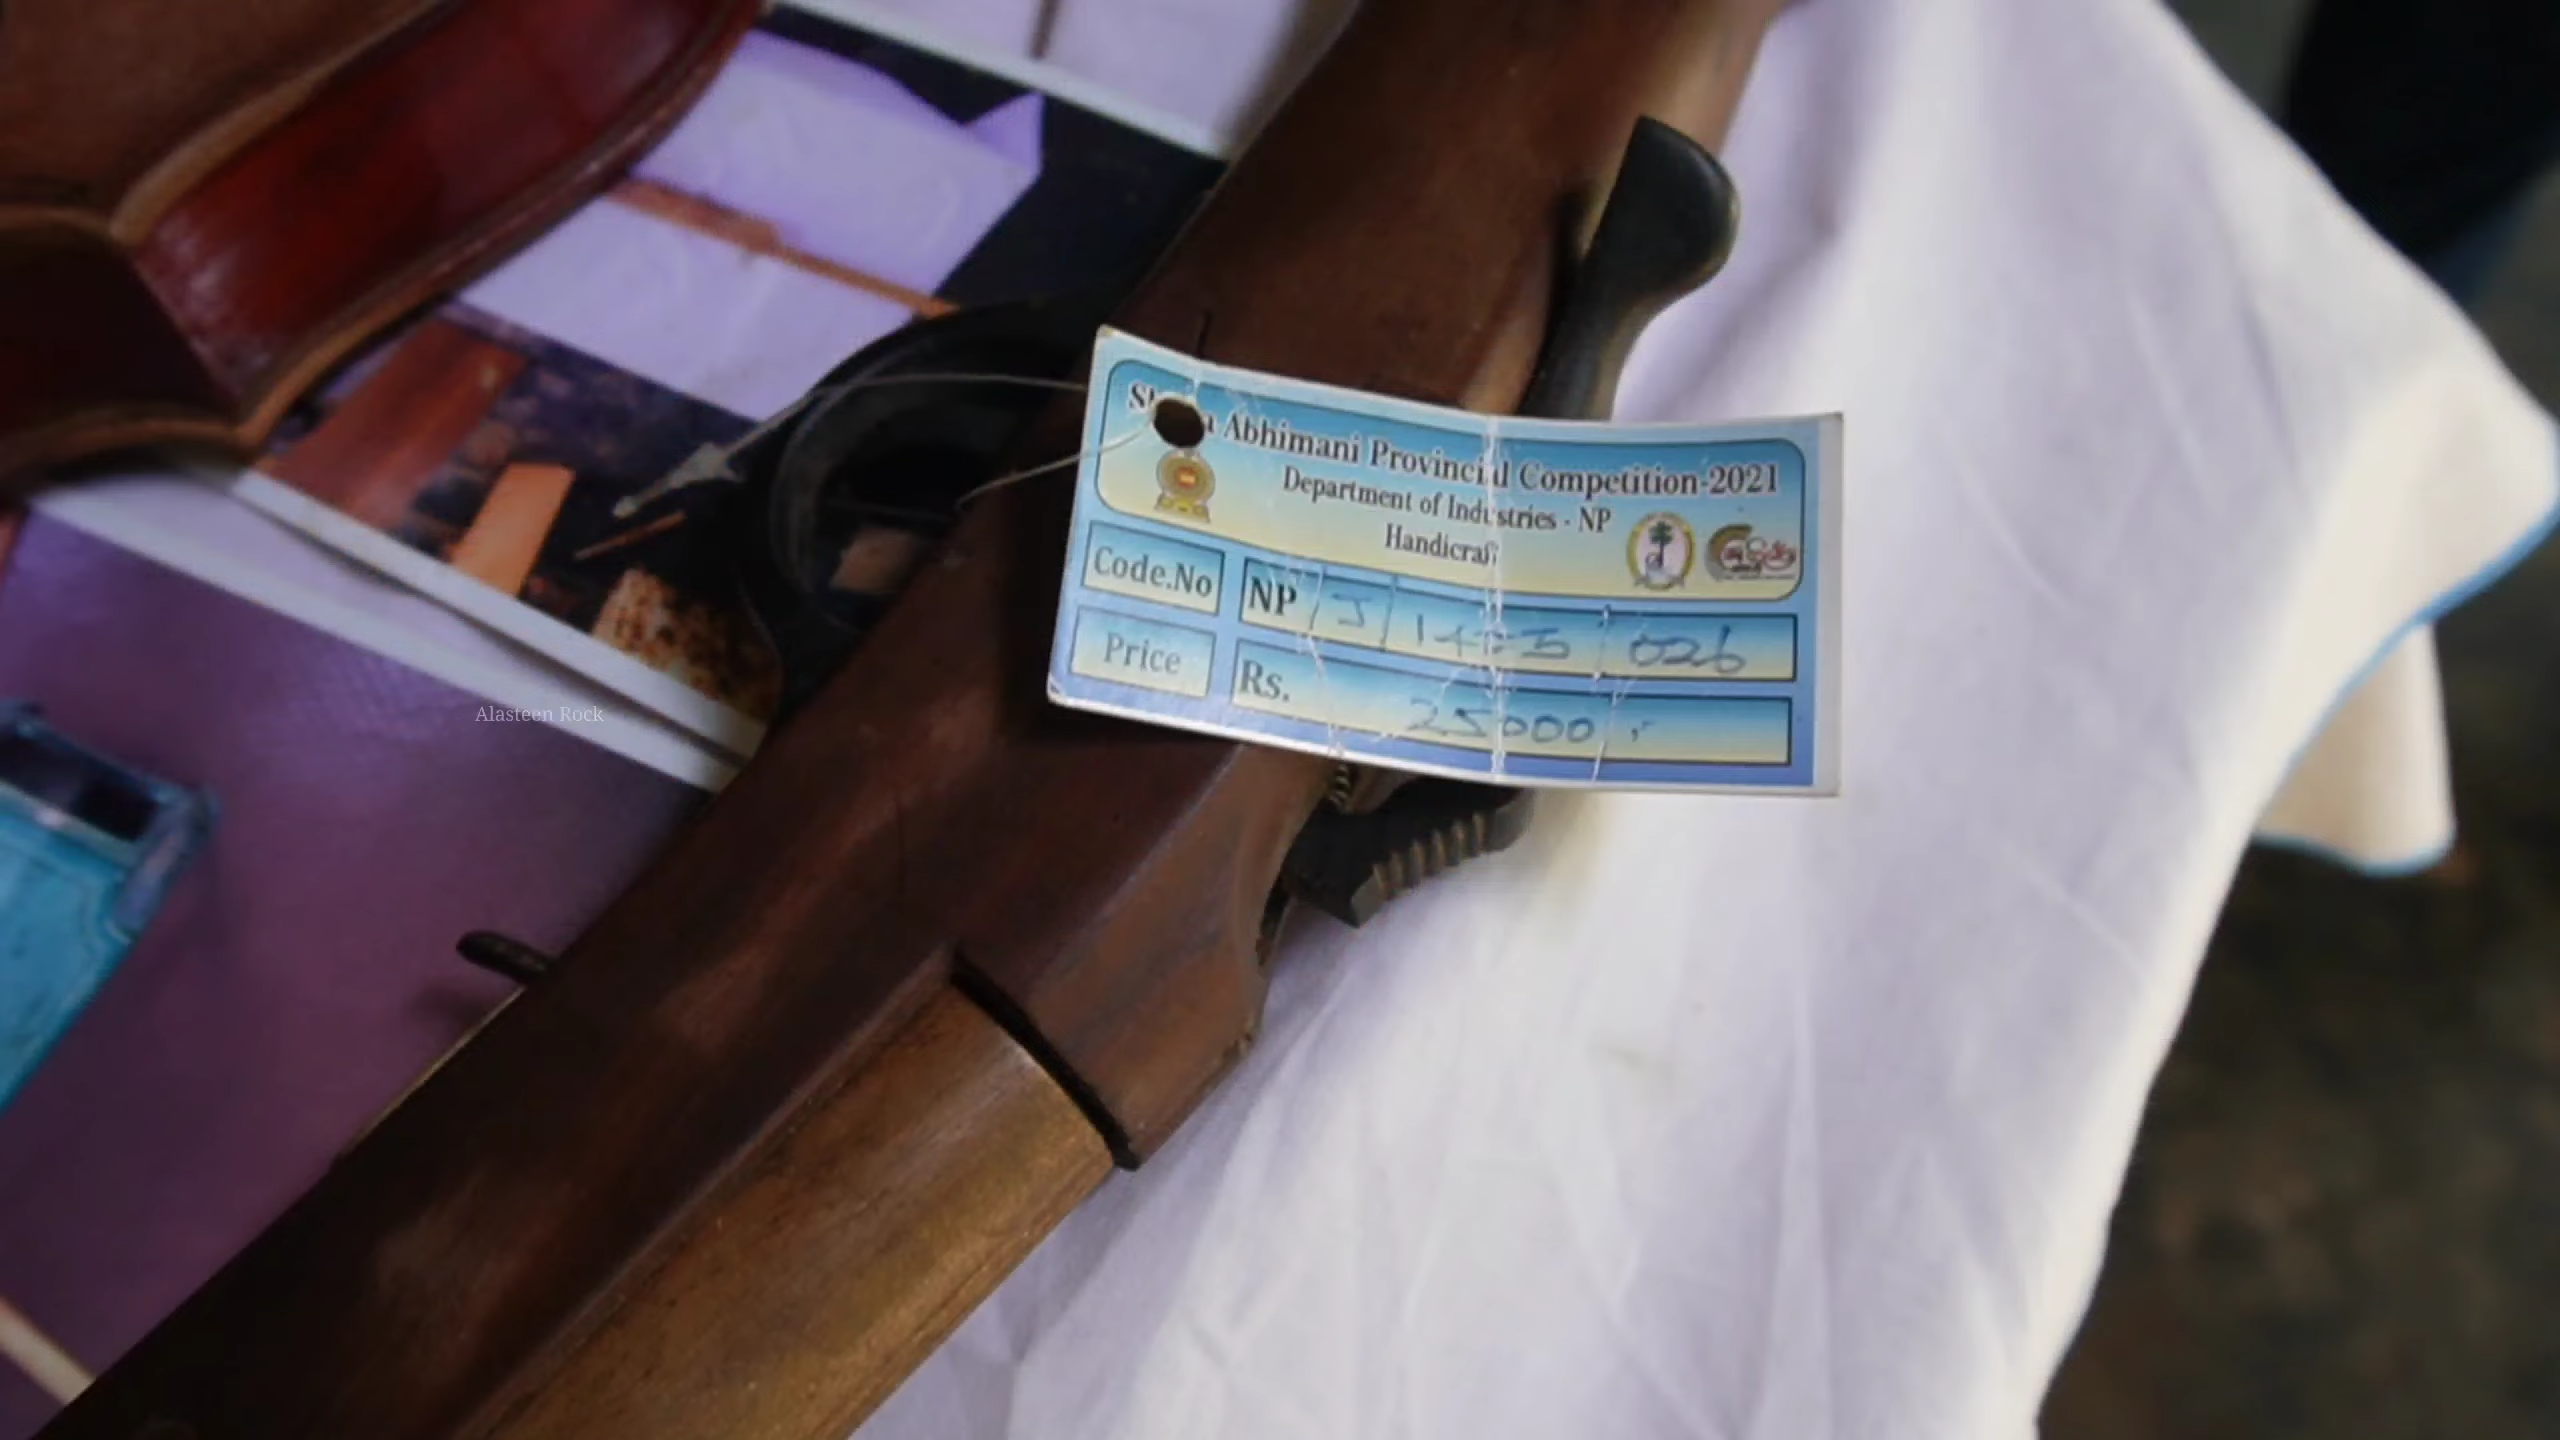 Abhimani Provincial Competition-2021
Department of Industries - NP
Handicraft
Code.No
NP J
026
Price
Rs. 25000
Alasteen Rock